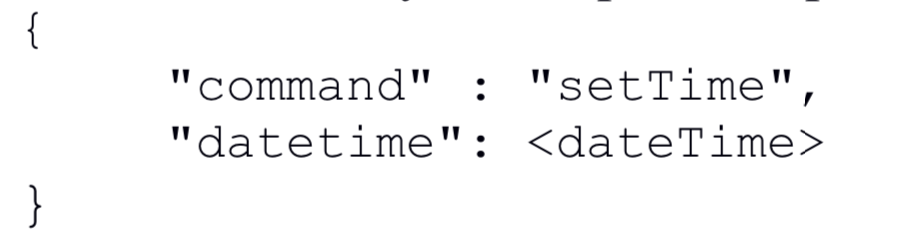 {
"command" : "setTime",
"datetime": <dateTime>
}